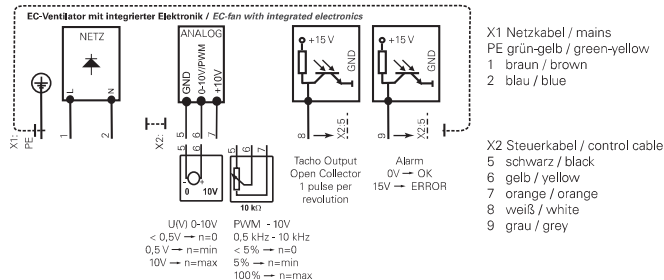 EC-Ventilator mit integrierter Elektronik / EC-fan with integrated electronics
NETZ
L
N
X1:
PE
1
2
ANALOG
GND
0-10V/PWM
+10V
X2:
5
6
7
5
6
- +
0 10V
5
6
7
10 kΩ
+15 V
GND
8
X2:5
+15 V
GND
9
X2:5
Tacho Output
Open Collector
1 pulse per
revolution
Alarm
0V → OK
15V → ERROR
U(V) 0-10V
< 0,5V → n=0
0,5 V → n=min
10V → n=max
PWM - 10V
0,5 kHz - 10 kHz
< 5% → n=0
5% → n=min
100% → n=max
X1 Netzkabel / mains
PE grün-gelb / green-yellow
1 braun / brown
2 blau / blue
X2 Steuerkabel / control cable
5 schwarz / black
6 gelb / yellow
7 orange / orange
8 weiß / white
9 grau / grey